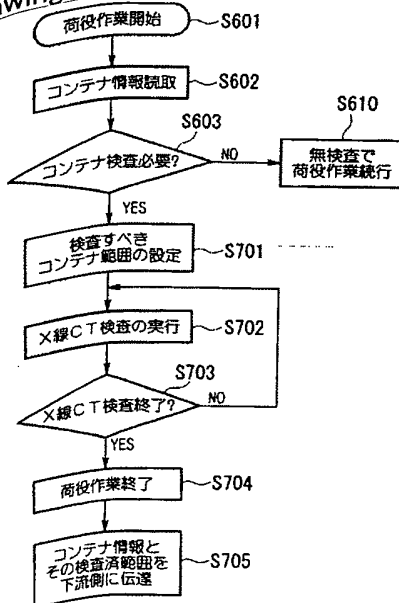 荷役作業開始
S601
コンテナ情報読取
S602
S603
コンテナ検査必要?
NO
S610
無検査で
荷役作業続行
YES
検査すべき
コンテナ範囲の設定
S701
X線CT検査の実行
S702
S703
X線CT検査終了?
NO
YES
荷役作業終了
S704
コンテナ情報と
その検査済範囲を
下流側に伝達
S705